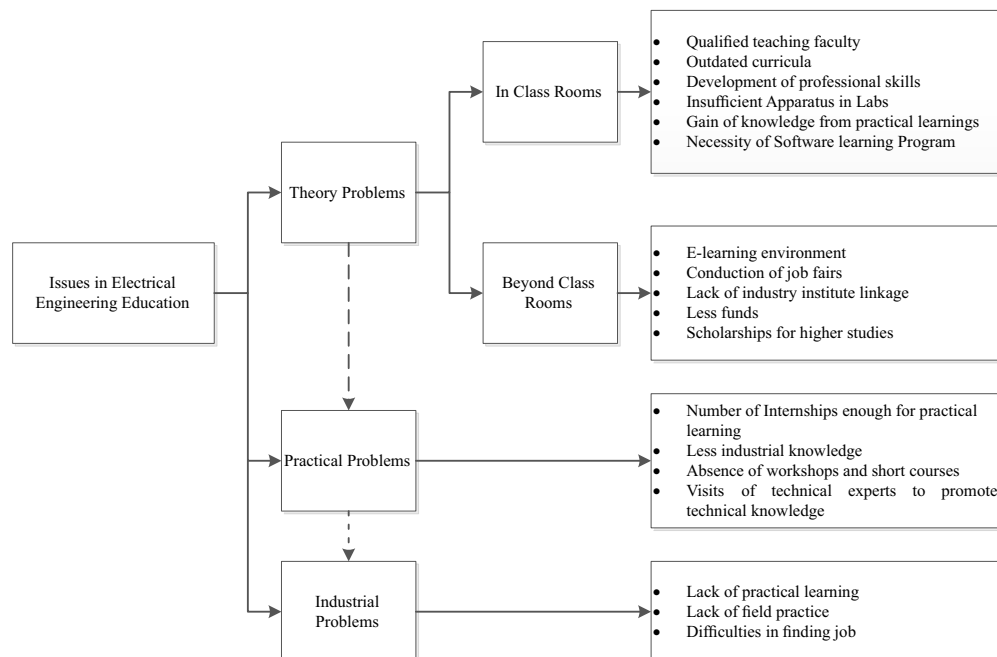 Issues in Electrical
Engineering Education
Theory Problems
In Class Rooms
• Qualified teaching faculty
• Outdated curricula
• Development of professional skills
• Insufficient Apparatus in Labs
• Gain of knowledge from practical learnings
• Necessity of Software learning Program
Beyond Class
Rooms
• E-learning environment
• Conduction of job fairs
• Lack of industry institute linkage
• Less funds
• Scholarships for higher studies
Practical Problems
• Number of Internships enough for practical
learning
• Less industrial knowledge
• Absence of workshops and short courses
• Visits of technical experts to promote
technical knowledge
Industrial
Problems
• Lack of practical learning
• Lack of field practice
• Difficulties in finding job